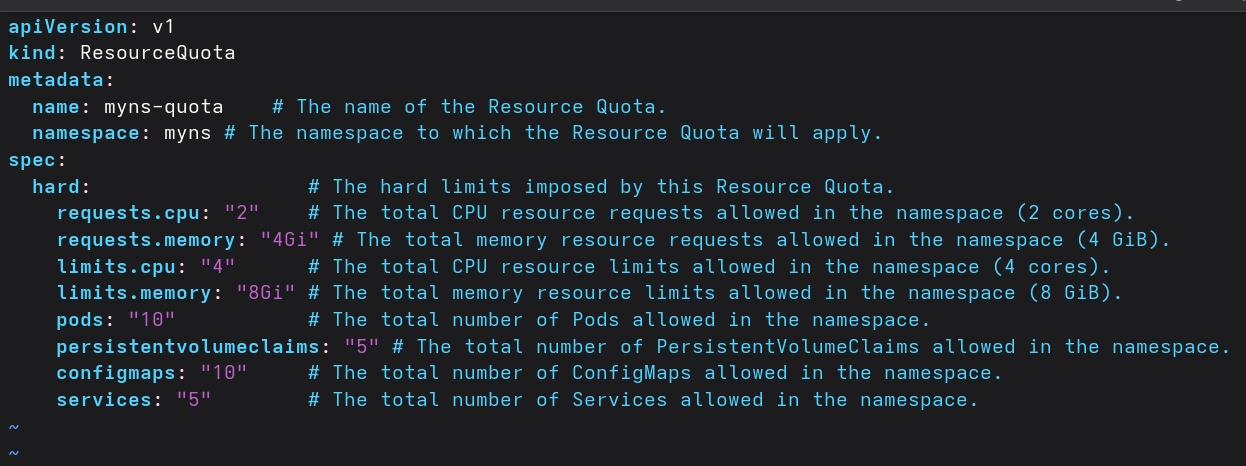 apiVersion: v1
kind: ResourceQuota
metadata:
  name: myns-quota    # The name of the Resource Quota.
  namespace: myns # The namespace to which the Resource Quota will apply.
spec:
  hard:                  # The hard limits imposed by this Resource Quota.
    requests.cpu: "2"    # The total CPU resource requests allowed in the namespace (2 cores).
    requests.memory: "4Gi" # The total memory resource requests allowed in the namespace (4 GiB).
    limits.cpu: "4"      # The total CPU resource limits allowed in the namespace (4 cores).
    limits.memory: "8Gi" # The total memory resource limits allowed in the namespace (8 GiB).
    pods: "10"           # The total number of Pods allowed in the namespace.
    persistentvolumeclaims: "5" # The total number of PersistentVolumeClaims allowed in the namespace.
    configmaps: "10"     # The total number of ConfigMaps allowed in the namespace.
    services: "5"        # The total number of Services allowed in the namespace.
~
~